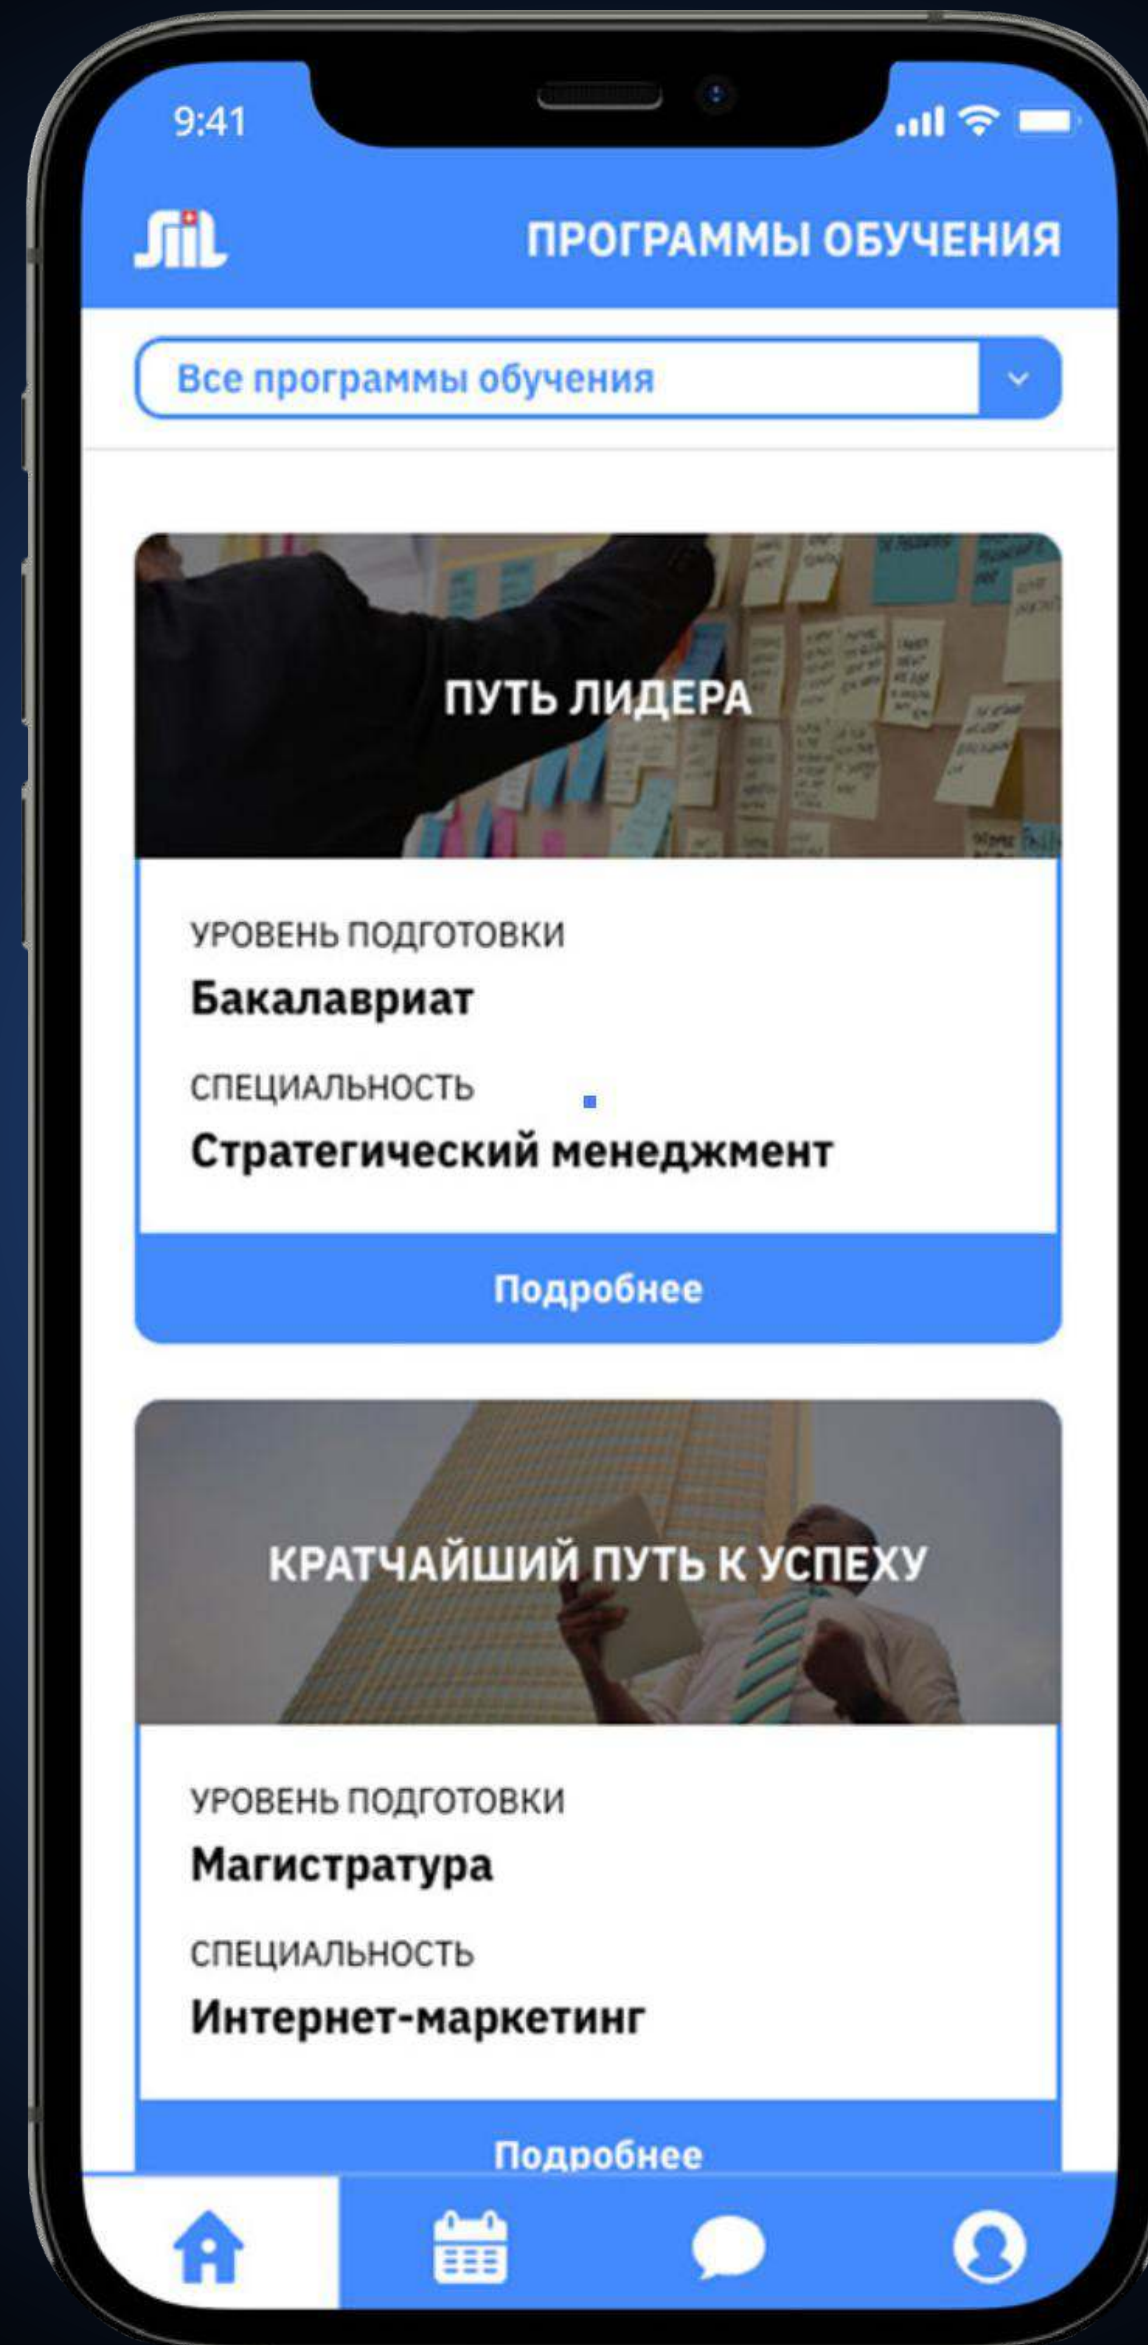 9:41
SIIL
ПРОГРАММЫ ОБУЧЕНИЯ
Все программы обучения
ПУТЬ ЛИДЕРА
УРОВЕНЬ ПОДГОТОВКИ
Бакалавриат
СПЕЦИАЛЬНОСТЬ
Стратегический менеджмент
Подробнее
КРАТЧАЙШИЙ ПУТЬ К УСПЕХУ
УРОВЕНЬ ПОДГОТОВКИ
Магистратура
СПЕЦИАЛЬНОСТЬ
Интернет-маркетинг
Подробнее